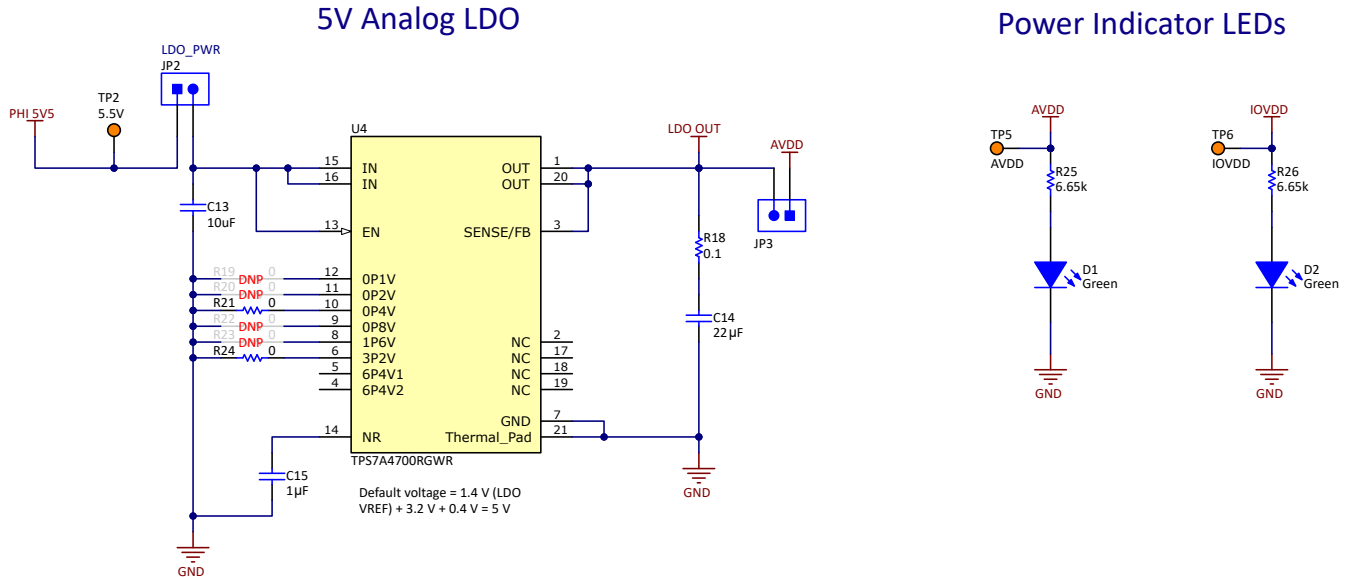 5V Analog LDO
Power Indicator LEDs
LDO_PWR
JP2
TP2
5.5V
PHI 5V5
U4
LDO OUT
AVDD
JP3
15 IN OUT 1
16 IN OUT 20
13 EN SENSE/FB 3
C13
10uF
R19 DNP 0 12 0P1V
R20 DNP 0 11 0P2V
R21 0 10 0P4V
R22 DNP 0 9 0P8V
R23 DNP 0 8 1P6V NC 2
R24 0 6 3P2V NC 17
5 6P4V1 NC 18
4 6P4V2 NC 19
GND 7
14 NR Thermal_Pad 21
TPS7A4700RGWR
R18
0.1
C14
22µF
C15
1µF
Default voltage = 1.4 V (LDO
VREF) + 3.2 V + 0.4 V = 5 V
GND
GND
AVDD
TP5
AVDD
R25
6.65k
D1
Green
GND
IOVDD
TP6
IOVDD
R26
6.65k
D2
Green
GND